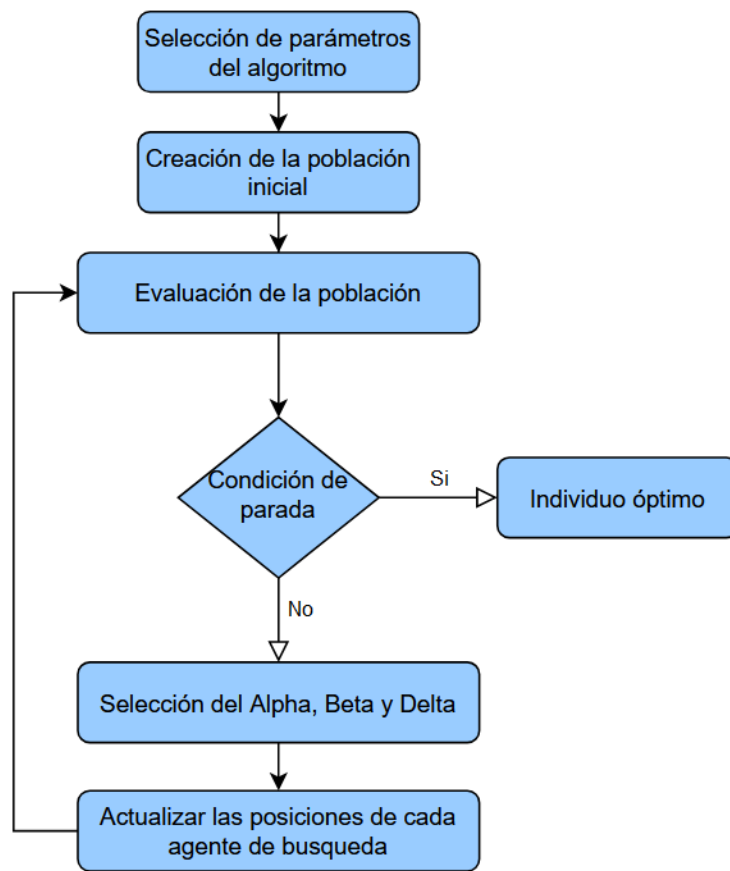 Selección de parámetros
del algoritmo
Creación de la población
inicial
Evaluación de la población
Condición de
parada
Si
Individuo óptimo
No
Selección del Alpha, Beta y Delta
Actualizar las posiciones de cada
agente de busqueda